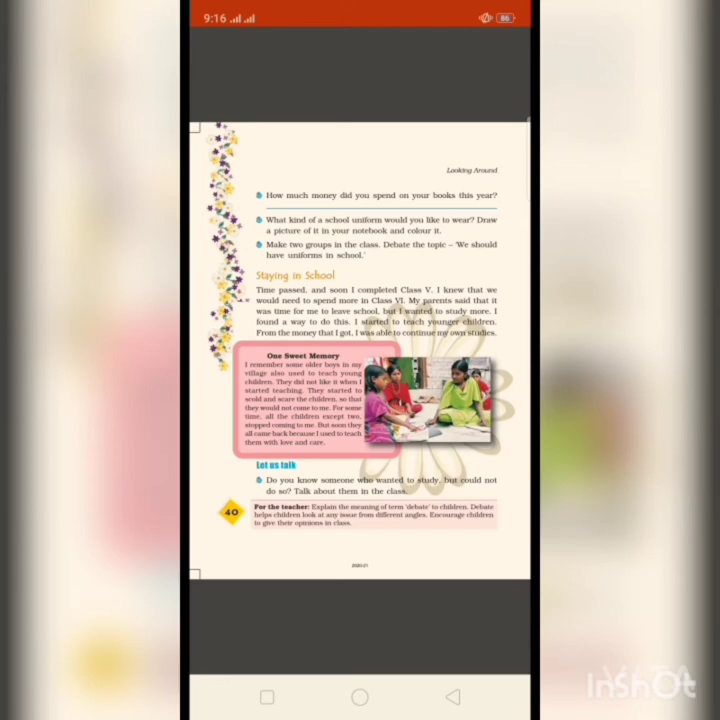 9:16
86
Looking Around
How much money did you spend on your books this year?
What kind of a school uniform would you like to wear? Draw
a picture of it in your notebook and colour it.
Make two groups in the class. Debate the topic – 'We should
have uniforms in school.'
Staying in School
Time passed, and soon I completed Class V. I knew that we
would need to spend more in Class VI. My parents said that it
was time for me to leave school, but I wanted to study more. I
found a way to do this. I started to teach younger children.
From the money that I got, I was able to continue my own studies.
One Sweet Memory
I remember some older boys in my
village also used to teach young
children. They did not like it when I
started teaching. They started to
scold and scare the children, so that
they would not come to me. For some
time, all the children except two,
stopped coming to me. But soon they
all came back because I used to teach
them with love and care.
Let us talk
Do you know someone who wanted to study, but could not
do so? Talk about them in the class.
40
For the teacher: Explain the meaning of term 'debate' to children. Debate
helps children look at any issue from different angles. Encourage children
to give their opinions in class.
2020-21
InShOt